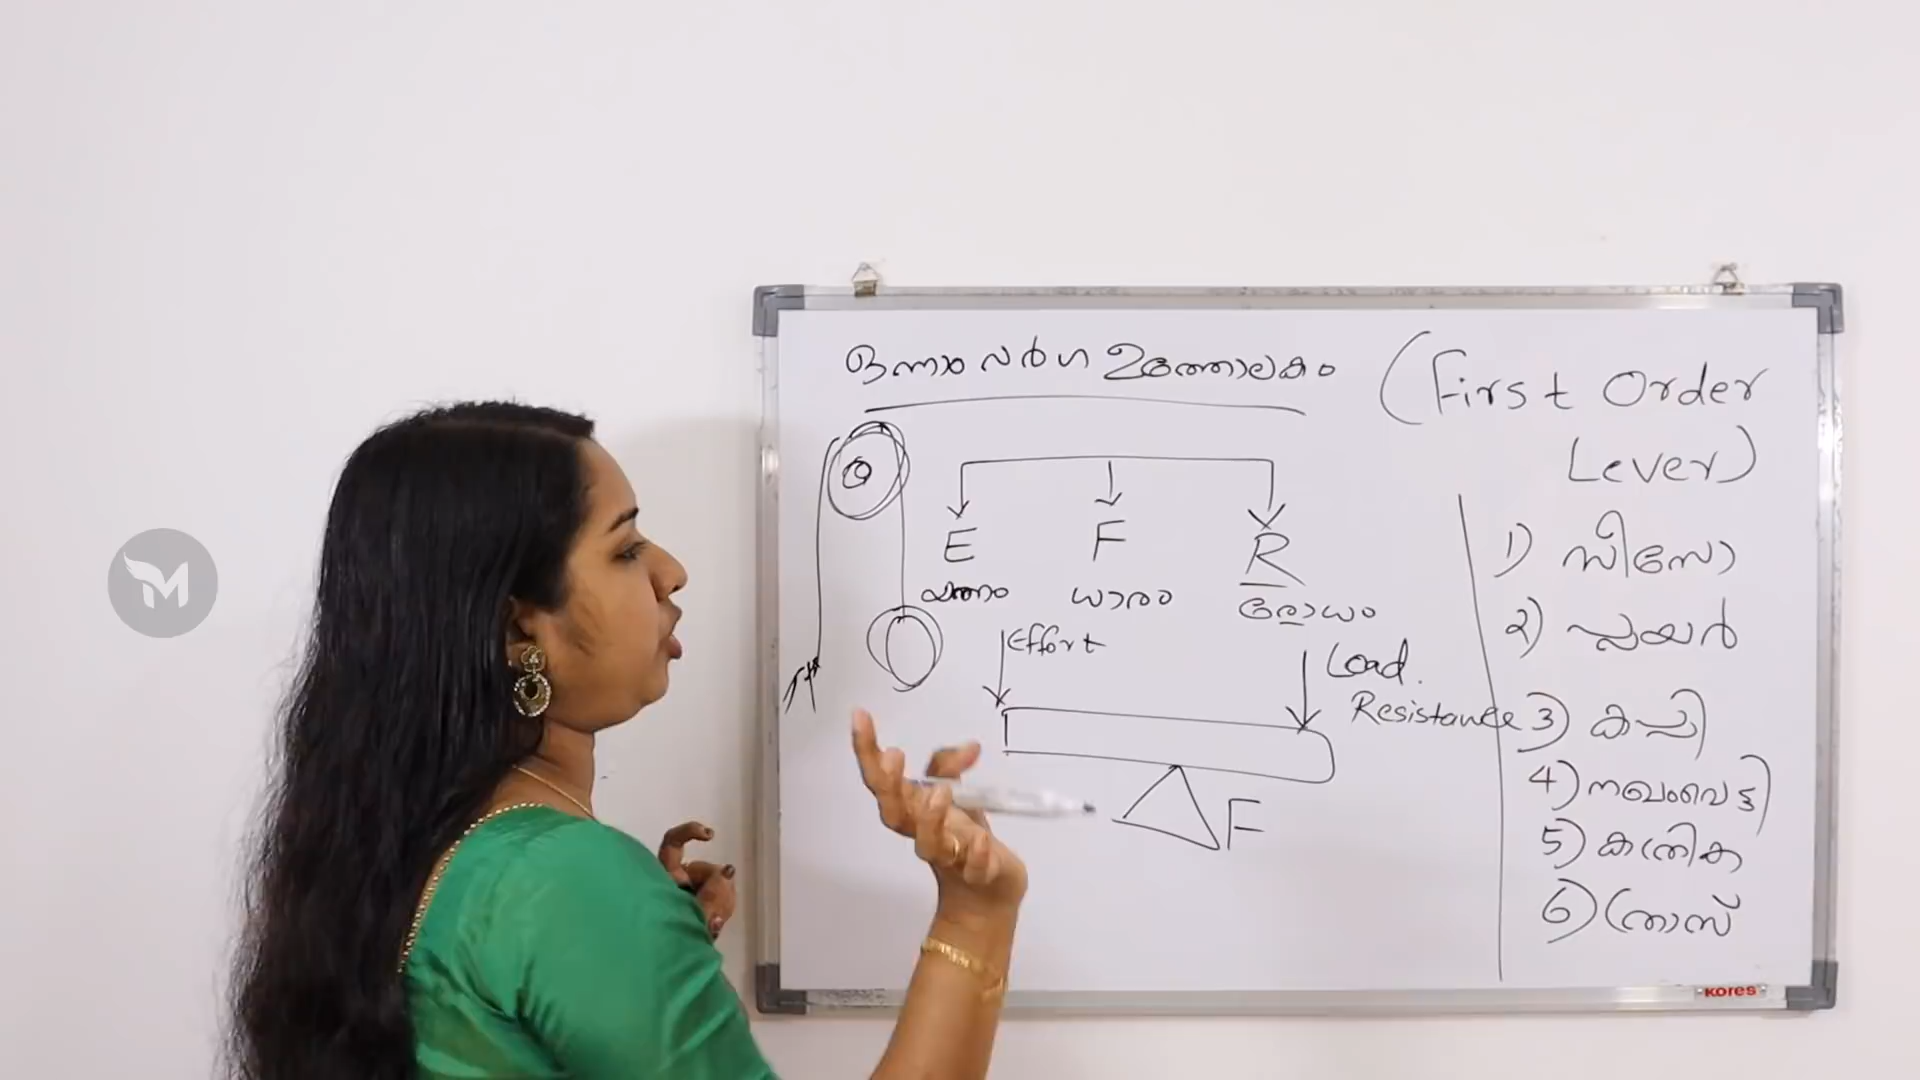 ഒന്നാം വർഗ ഉത്തോലകം (First Order
Lever)
E F R
യത്നം ധാരം രോധം
Effort
Load
Resistance
F
1) സീസോ
2) പ്ലയർ
3) കപ്പി
4) നഖംവെട്ടി
5) കത്രിക
6) ത്രാസ്
KORES
M